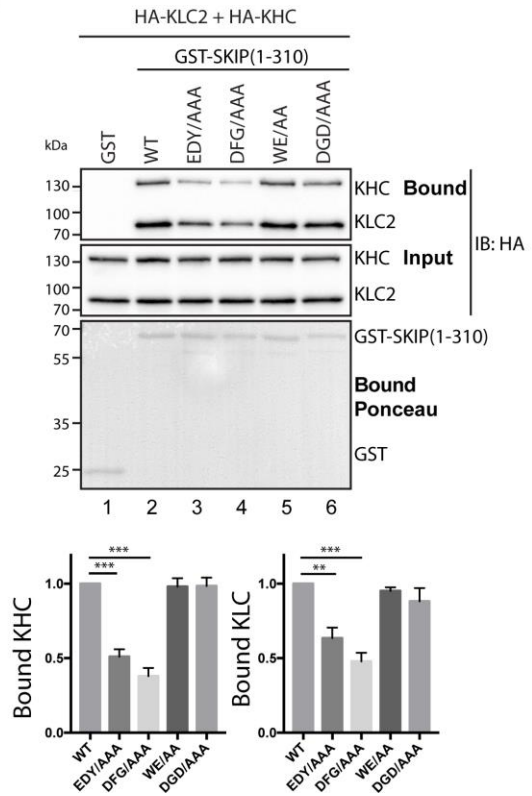 HA-KLC2 + HA-KHC
GST-SKIP(1-310)
kDa
GST
WT
EDY/AAA
DFG/AAA
WE/AA
DGD/AAA
130
100
70
KHC Bound
KLC2
130
100
70
KHC Input
KLC2
IB: HA
70
55
35
25
GST-SKIP(1-310)
Bound
Ponceau
GST
1 2 3 4 5 6
Bound KHC
1.0
0.5
0.0
***
***
WT
EDY/AAA
DFG/AAA
WE/AA
DGD/AAA
Bound KLC
1.0
0.5
0.0
***
**
WT
EDY/AAA
DFG/AAA
WE/AA
DGD/AAA